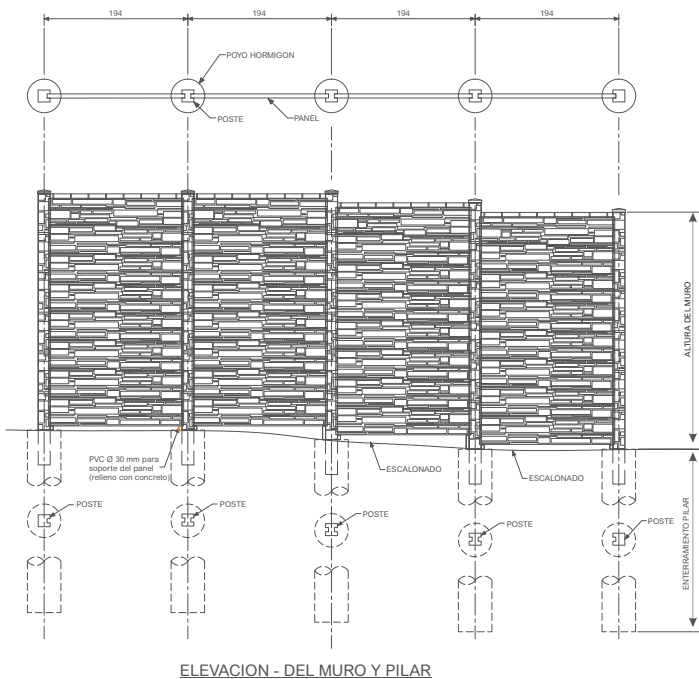 194
194
194
194
POYO HORMIGON
POSTE
PANEL
ALTURA DEL MURO
PVC Ø 30 mm para
soporte del panel
(relleno con concreto)
ESCALONADO
ESCALONADO
POSTE
POSTE
POSTE
POSTE
POSTE
ENTERRAMIENTO PILAR
ELEVACION - DEL MURO Y PILAR